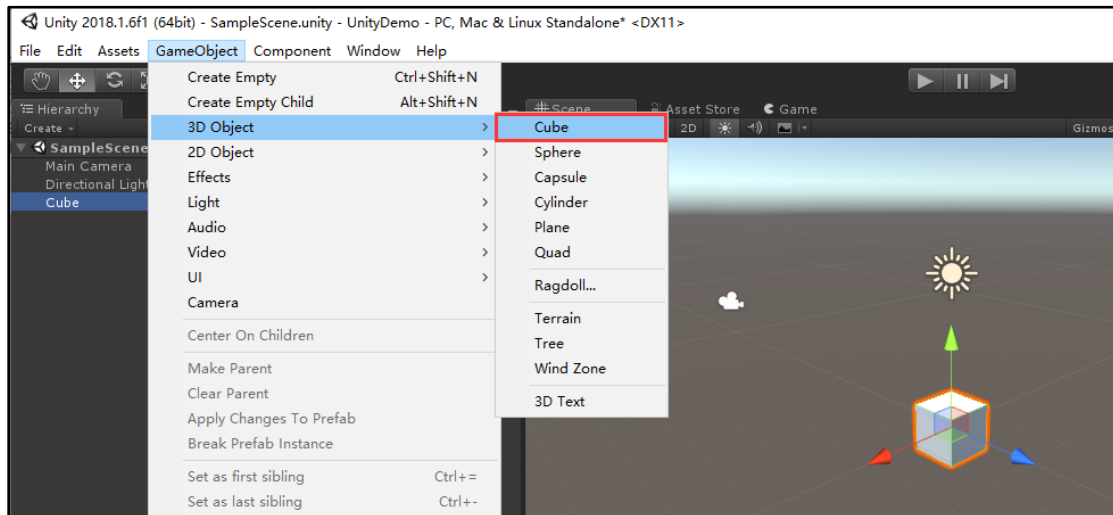 Unity 2018.1.6f1 (64bit) - SampleScene.unity - UnityDemo - PC, Mac & Linux Standalone* <DX11>
File Edit Assets GameObject Component Window Help
Hierarchy
Create
SampleScene
Main Camera
Directional Light
Cube
Create Empty Ctrl+Shift+N
Create Empty Child Alt+Shift+N
3D Object
2D Object
Effects
Light
Audio
Video
UI
Camera
Center On Children
Make Parent
Clear Parent
Apply Changes To Prefab
Break Prefab Instance
Set as first sibling Ctrl+=
Set as last sibling Ctrl+-
Cube
Sphere
Capsule
Cylinder
Plane
Quad
Ragdoll...
Terrain
Tree
Wind Zone
3D Text
Scene Asset Store Game
2D Gizmos